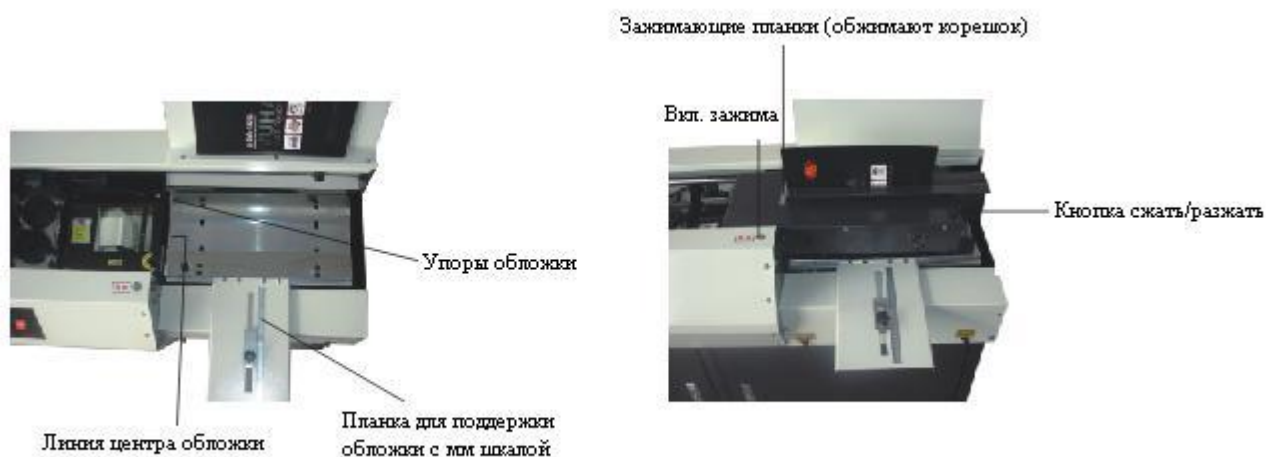 Зажимающие планки (обжимают корешок)
Вкл. зажима
Кнопка сжать/разжать
Упоры обложки
Линия центра обложки
Планка для поддержки
обложки с мм шкалой